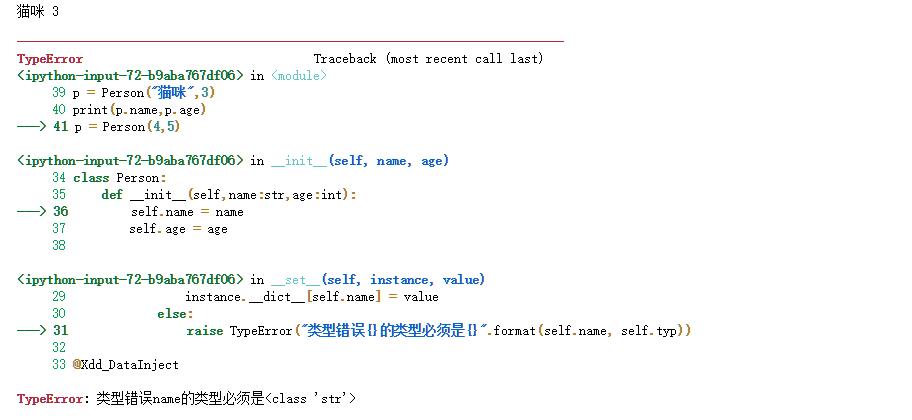 猫咪 3
TypeError Traceback (most recent call last)
<ipython-input-72-b9aba767df06> in <module>
39 p = Person("猫咪",3)
40 print(p.name,p.age)
---> 41 p = Person(4,5)
<ipython-input-72-b9aba767df06> in __init__(self, name, age)
34 class Person:
35 def __init__(self,name:str,age:int):
---> 36 self.name = name
37 self.age = age
38
<ipython-input-72-b9aba767df06> in __set__(self, instance, value)
29 instance.__dict__[self.name] = value
30 else:
---> 31 raise TypeError("类型错误{}的类型必须是{}".format(self.name, self.typ))
32
33 @Xdd_DataInject
TypeError: 类型错误name的类型必须是<class 'str'>